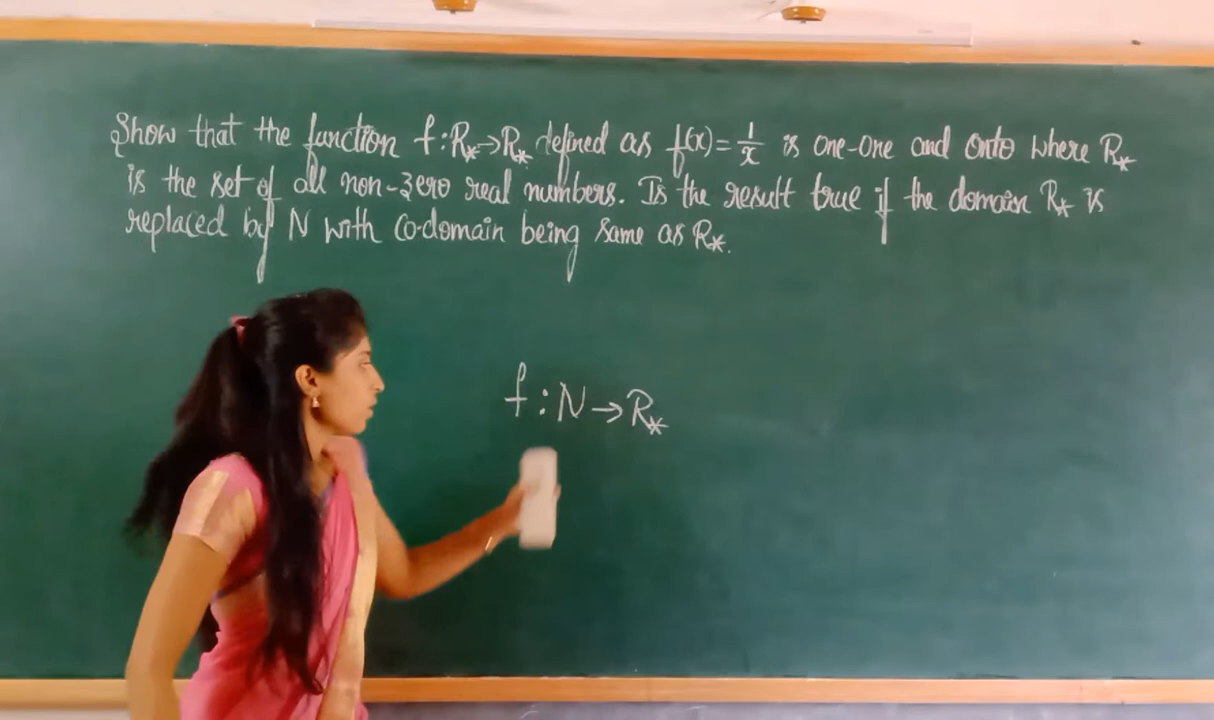 Show that the function f:R*→R* defined as f(x)=1/x is one-one and onto where R*
is the set of all non-zero real numbers. Is the result true if the domain R* is
replaced by N with co-domain being same as R*.
f:N→R*